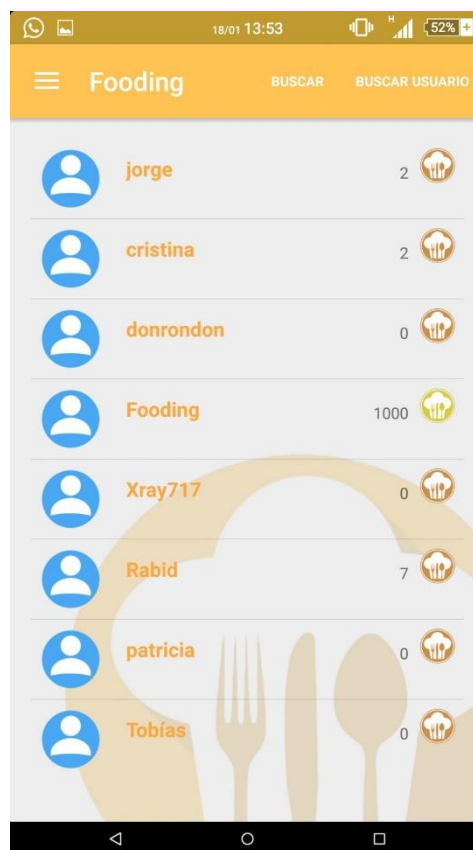 18/01 13:53 H 52%
Fooding BUSCAR BUSCAR USUARIO
jorge 2
cristina 2
donrondon 0
Fooding 1000
Xray717 0
Rabid 7
patricia 0
Tobías 0